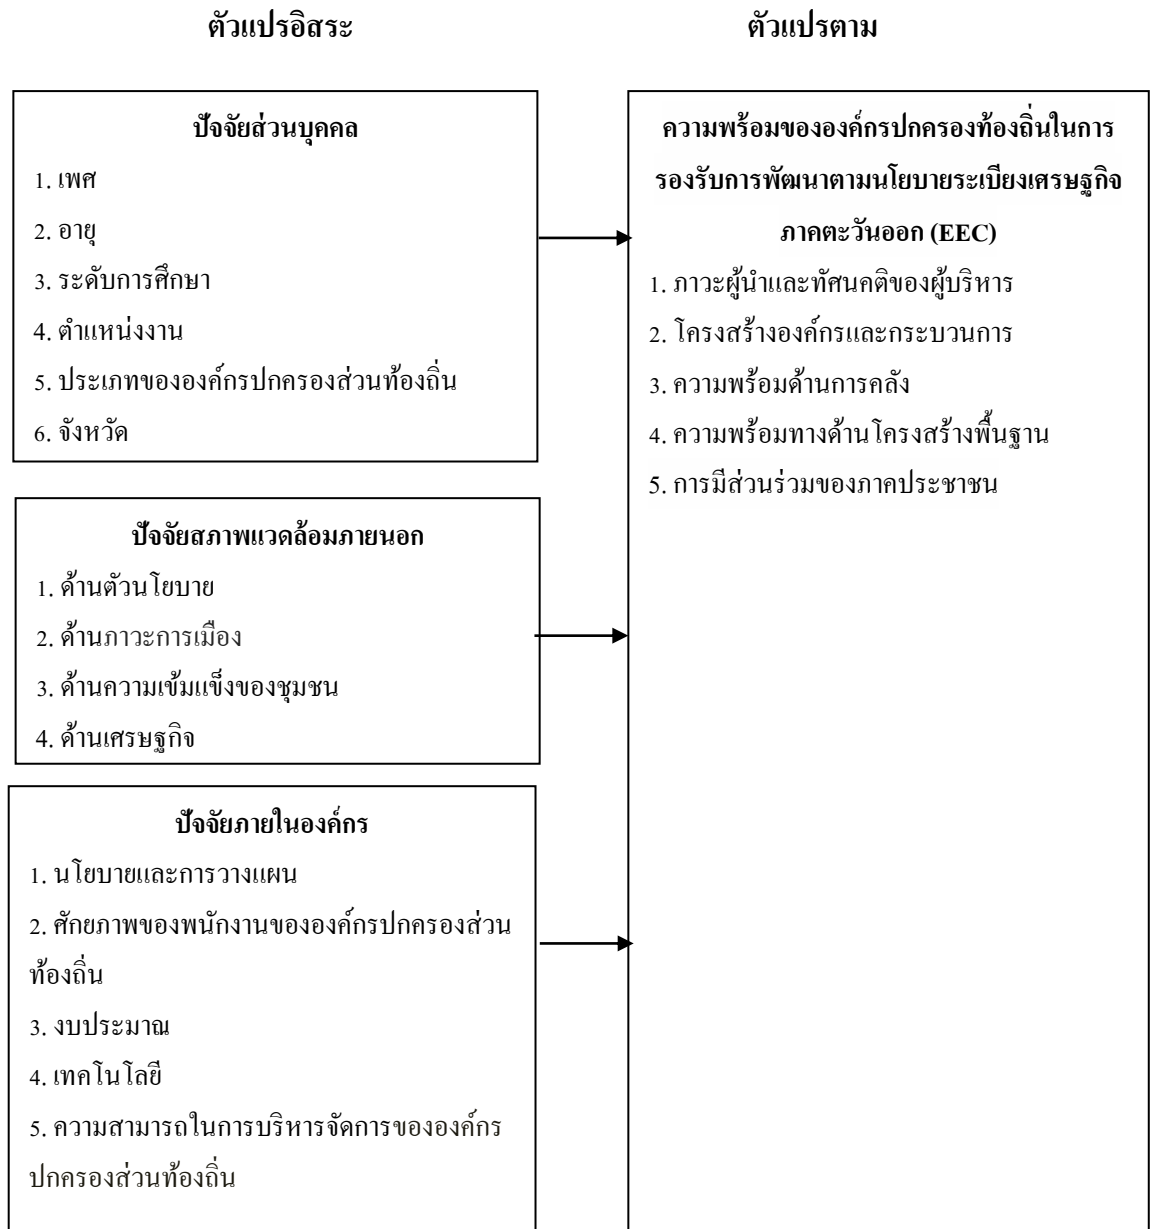 ตัวแปรอิสระ
ตัวแปรตาม
ปัจจัยส่วนบุคคล
1. เพศ
2. อายุ
3. ระดับการศึกษา
4. ตำแหน่งงาน
5. ประเภทขององค์กรปกครองส่วนท้องถิ่น
6. จังหวัด
ปัจจัยสภาพแวดล้อมภายนอก
1. ด้านตัวนโยบาย
2. ด้านภาวะการเมือง
3. ด้านความเข้มแข็งของชุมชน
4. ด้านเศรษฐกิจ
ปัจจัยภายในองค์กร
1. นโยบายและการวางแผน
2. ศักยภาพของพนักงานขององค์กรปกครองส่วน
ท้องถิ่น
3. งบประมาณ
4. เทคโนโลยี
5. ความสามารถในการบริหารจัดการขององค์กร
ปกครองส่วนท้องถิ่น
ความพร้อมขององค์กรปกครองท้องถิ่นในการ
รองรับการพัฒนาตามนโยบายระเบียงเศรษฐกิจ
ภาคตะวันออก (EEC)
1. ภาวะผู้นำและทัศนคติของผู้บริหาร
2. โครงสร้างองค์กรและกระบวนการ
3. ความพร้อมด้านการคลัง
4. ความพร้อมทางด้านโครงสร้างพื้นฐาน
5. การมีส่วนร่วมของภาคประชาชน